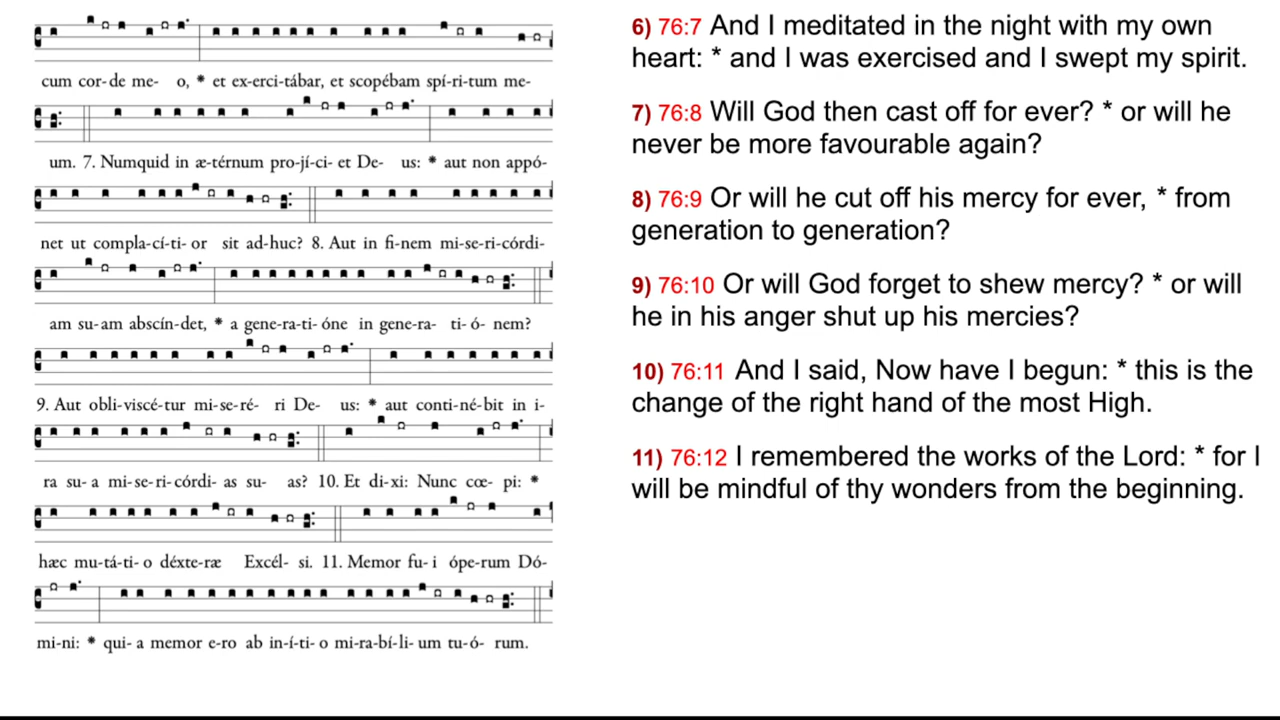 cum cor-de me- o, * et ex-erci-tábar, et scopébam spí-ri-tum me-
um. 7. Numquid in æ-térnum pro-jí-ci- et De- us: * aut non appó-
net ut compla-cí-ti- or sit ad-huc? 8. Aut in fi-nem mi-se-ri-córdi-
am su-am abscín-det, * a gene-ra-ti- óne in gene-ra- ti- ó- nem?
9. Aut obli-viscé-tur mi-se-ré- ri De- us: * aut conti-né-bit in i-
ra su- a mi-se-ri-córdi- as su- as? 10. Et di-xi: Nunc cœ- pi: *
hæc mu-tá-ti- o déxte-ræ Excél- si. 11. Memor fu- i ópe-rum Dó-
mi-ni: * qui- a memor e-ro ab in-í-ti- o mi-ra-bí-li- um tu-ó- rum.
6) 76:7 And I meditated in the night with my own
heart: * and I was exercised and I swept my spirit.
7) 76:8 Will God then cast off for ever? * or will he
never be more favourable again?
8) 76:9 Or will he cut off his mercy for ever, * from
generation to generation?
9) 76:10 Or will God forget to shew mercy? * or will
he in his anger shut up his mercies?
10) 76:11 And I said, Now have I begun: * this is the
change of the right hand of the most High.
11) 76:12 I remembered the works of the Lord: * for I
will be mindful of thy wonders from the beginning.